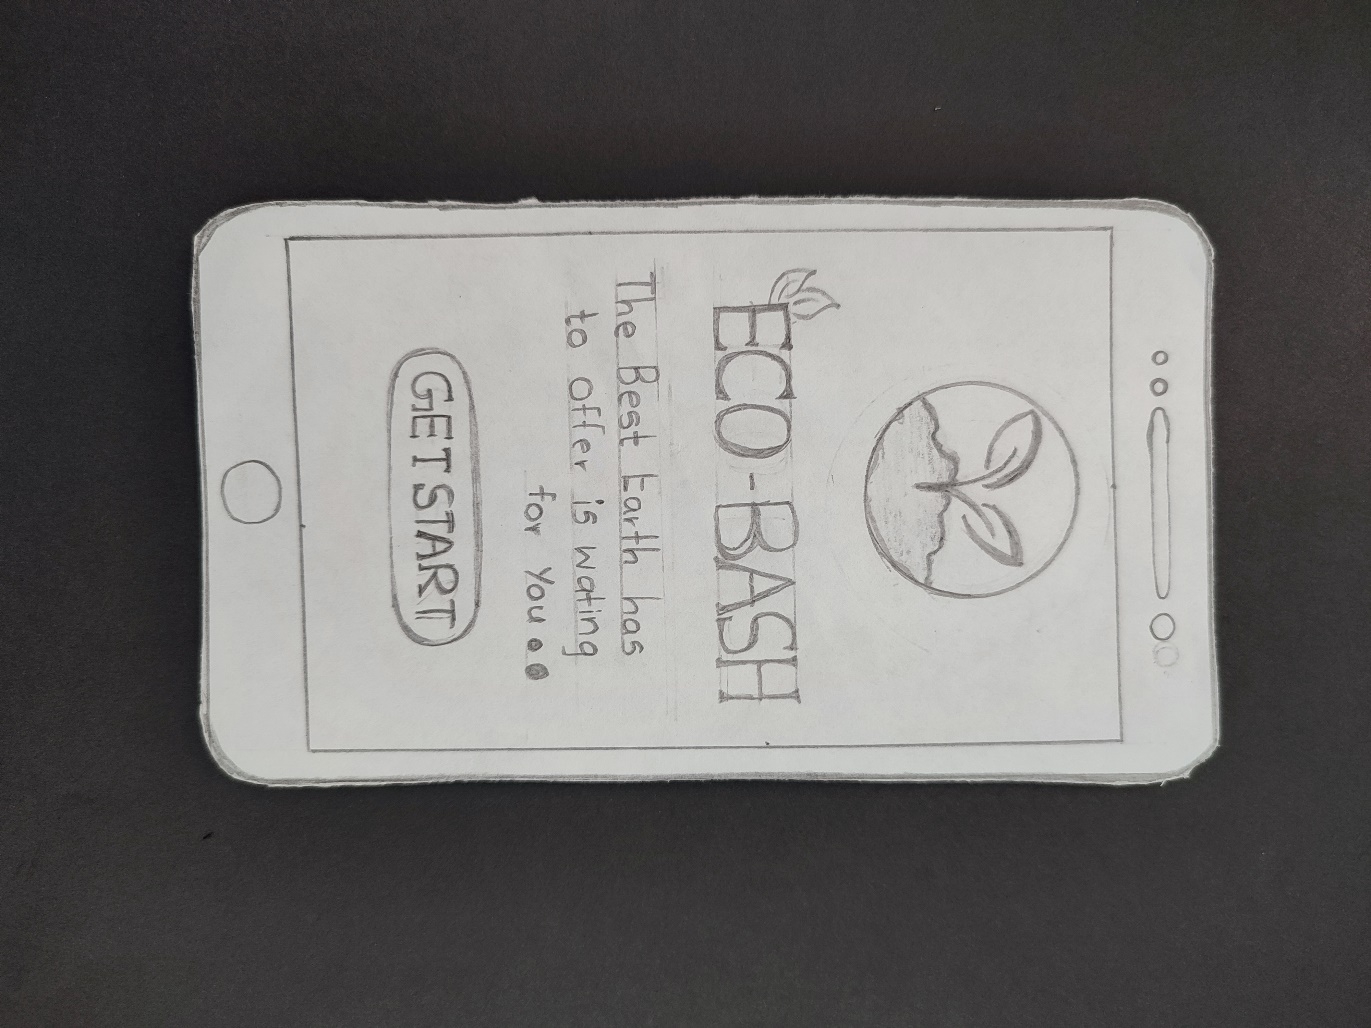 ECO-BASH
The Best Earth has
to offer is wating
for you..
GET START